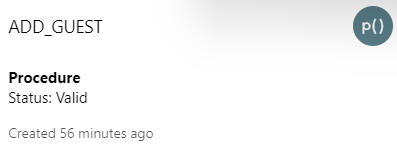 ADD_GUEST
p()
Procedure
Status: Valid
Created 56 minutes ago